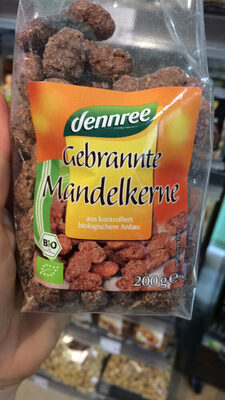 dennree
Gebrannte
Mandelkerne
aus kontrolliert
biologischem Anbau
BIO
200 g e